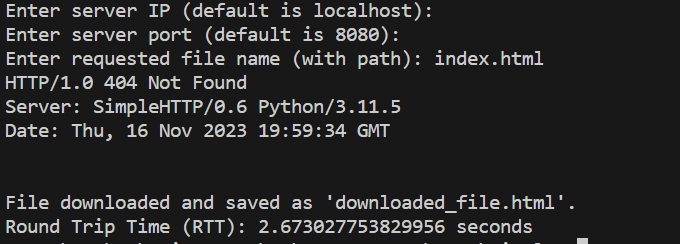 Enter server IP (default is localhost):
Enter server port (default is 8080):
Enter requested file name (with path): index.html
HTTP/1.0 404 Not Found
Server: SimpleHTTP/0.6 Python/3.11.5
Date: Thu, 16 Nov 2023 19:59:34 GMT
File downloaded and saved as 'downloaded_file.html'.
Round Trip Time (RTT): 2.673027753829956 seconds